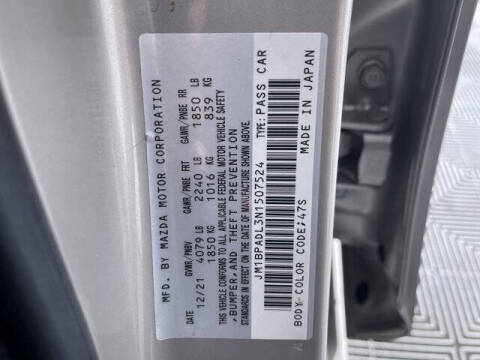 MFD. BY MAZDA MOTOR CORPORATION
DATE GVWR/PNBV GAWR/PNBE FRT GAWR/PNBE RR
12/21 4079 LB 2240 LB 1850 LB
1850 KG 1016 KG 839 KG
THIS VEHICLE CONFORMS TO ALL APPLICABLE FEDERAL MOTOR VEHICLE SAFETY
, BUMPER, AND THEFT PREVENTION
STANDARDS IN EFFECT ON THE DATE OF MANUFACTURE SHOWN ABOVE.
JM1BPADL3N1507524 TYPE: PASS CAR
BODY COLOR CODE;47S MADE IN JAPAN